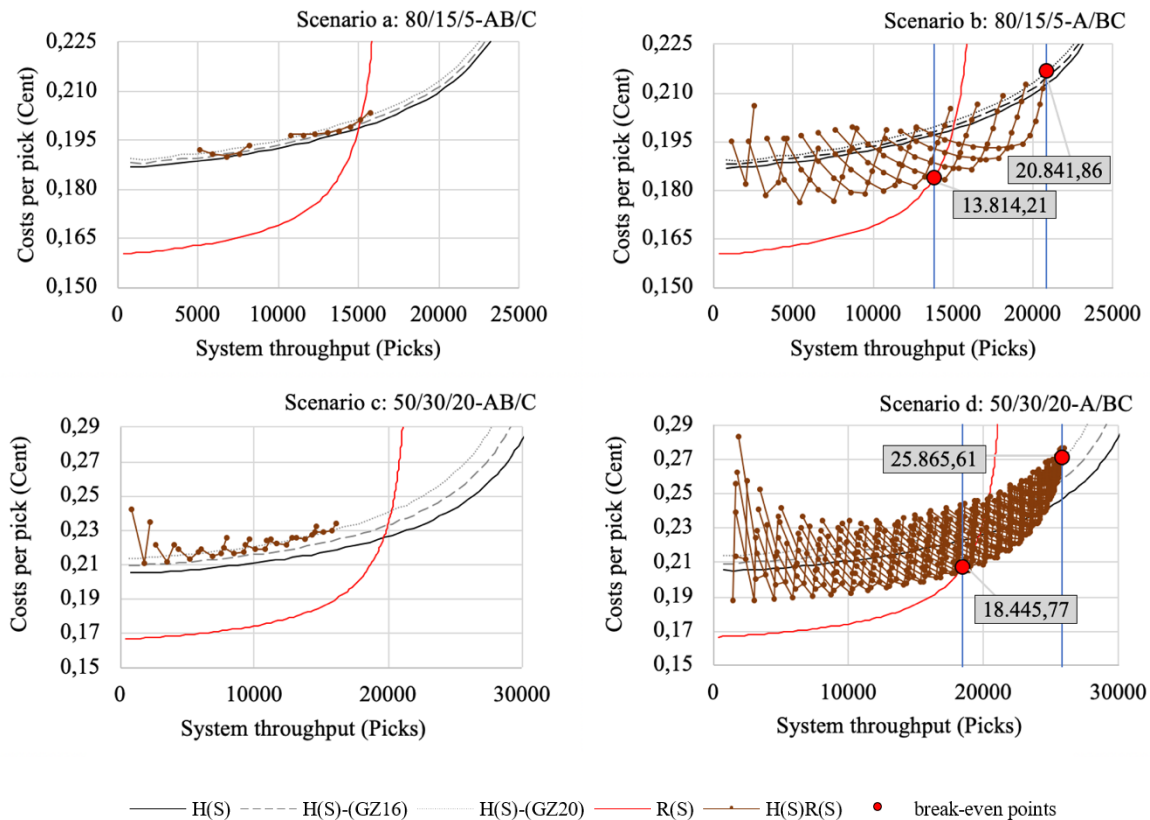 Scenario a: 80/15/5-AB/C
Costs per pick (Cent)
0,225
0,210
0,195
0,180
0,165
0,150
0 5000 10000 15000 20000 25000
System throughput (Picks)
Scenario b: 80/15/5-A/BC
Costs per pick (Cent)
0,225
0,210
0,195
0,180
0,165
0,150
20.841,86
13.814,21
0 5000 10000 15000 20000 25000
System throughput (Picks)
Scenario c: 50/30/20-AB/C
Costs per pick (Cent)
0,29
0,27
0,25
0,23
0,21
0,19
0,17
0,15
0 10000 20000 30000
System throughput (Picks)
Scenario d: 50/30/20-A/BC
Costs per pick (Cent)
0,29
0,27
0,25
0,23
0,21
0,19
0,17
0,15
25.865,61
18.445,77
0 10000 20000 30000
System throughput (Picks)
H(S) H(S)-(GZ16) H(S)-(GZ20) R(S) H(S)R(S) break-even points